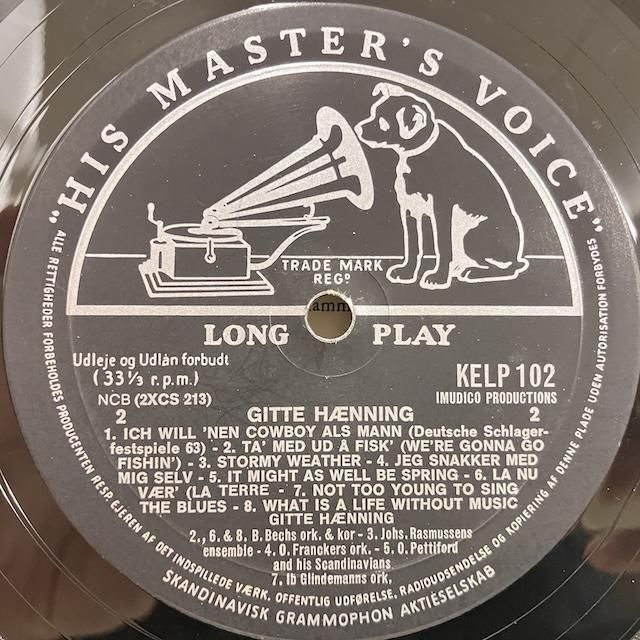 „HIS MASTER'S VOICE”
TRADE MARK
REGD
amm
LONG PLAY
Udleje og Udlån forbudt
(33⅓ r.p.m.)
NCB (2XCS 213)
KELP 102
IMUDICO PRODUCTIONS
2 GITTE HÆNNING 2
1. ICH WILL 'NEN COWBOY ALS MANN (Deutsche Schlager-
festspiele 63) - 2. TA' MED UD Å FISK' (WE'RE GONNA GO
FISHIN') - 3. STORMY WEATHER - 4. JEG SNAKKER MED
MIG SELV - 5. IT MIGHT AS WELL BE SPRING - 6. LA NU
VÆR' (LA TERRE - 7. NOT TOO YOUNG TO SING
THE BLUES - 8. WHAT IS A LIFE WITHOUT MUSIC
GITTE HÆNNING
2., 6. & 8. B. Bechs ork. & kor - 3. Johs. Rasmussens
ensemble - 4. O. Franckers ork. - 5. O. Pettiford
and his Scandinavians
7. Ib Glindemanns ork.
ALLE RETTIGHEDER FORBEHOLDES PRODUCENTEN RESP. EJEREN AF DET INDSPILLEDE VÆRK. OFFENTLIG UDFØRELSE, RADIOUDSENDELSE OG KOPIERING AF DENNE PLADE UDEN AUTORISATION FORBYDES
SKANDINAVISK GRAMMOPHON AKTIESELSKAB